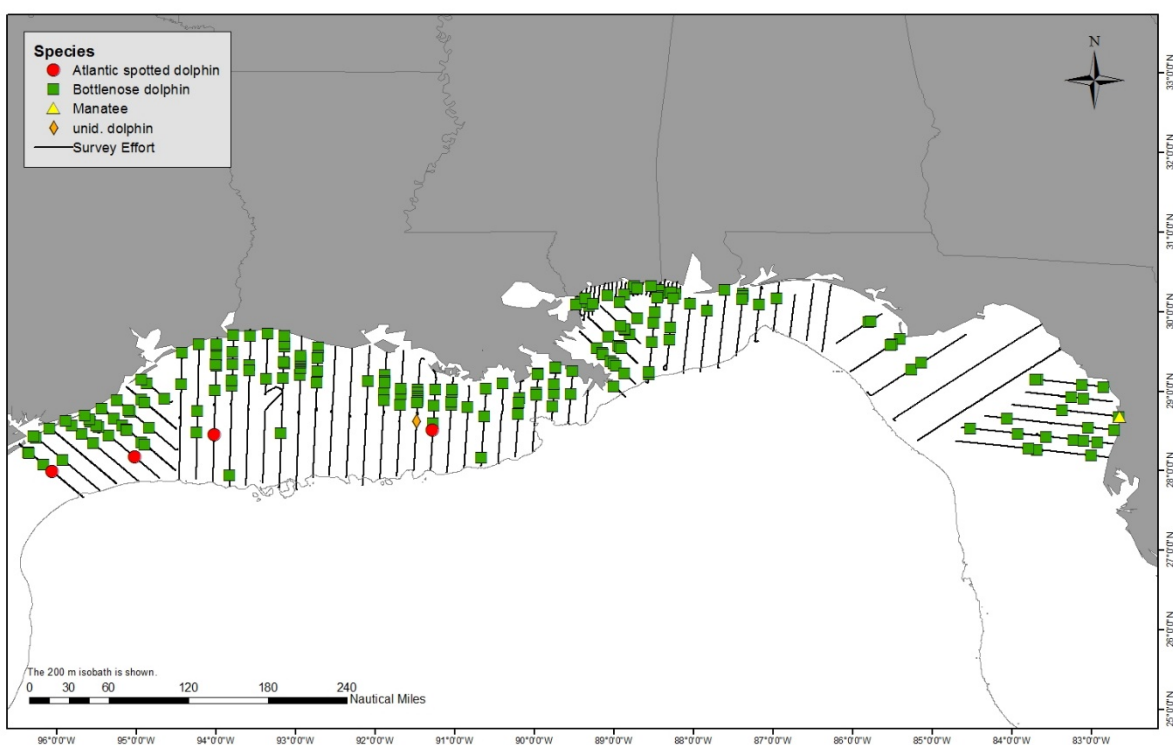 Species
Atlantic spotted dolphin
Bottlenose dolphin
Manatee
unid. dolphin
Survey Effort
N
33°0'0"N
32°0'0"N
31°0'0"N
30°0'0"N
29°0'0"N
28°0'0"N
27°0'0"N
26°0'0"N
25°0'0"N
The 200 m isobath is shown.
0 30 60 120 180 240
Nautical Miles
96°0'0"W 95°0'0"W 94°0'0"W 93°0'0"W 92°0'0"W 91°0'0"W 90°0'0"W 89°0'0"W 88°0'0"W 87°0'0"W 86°0'0"W 85°0'0"W 84°0'0"W 83°0'0"W